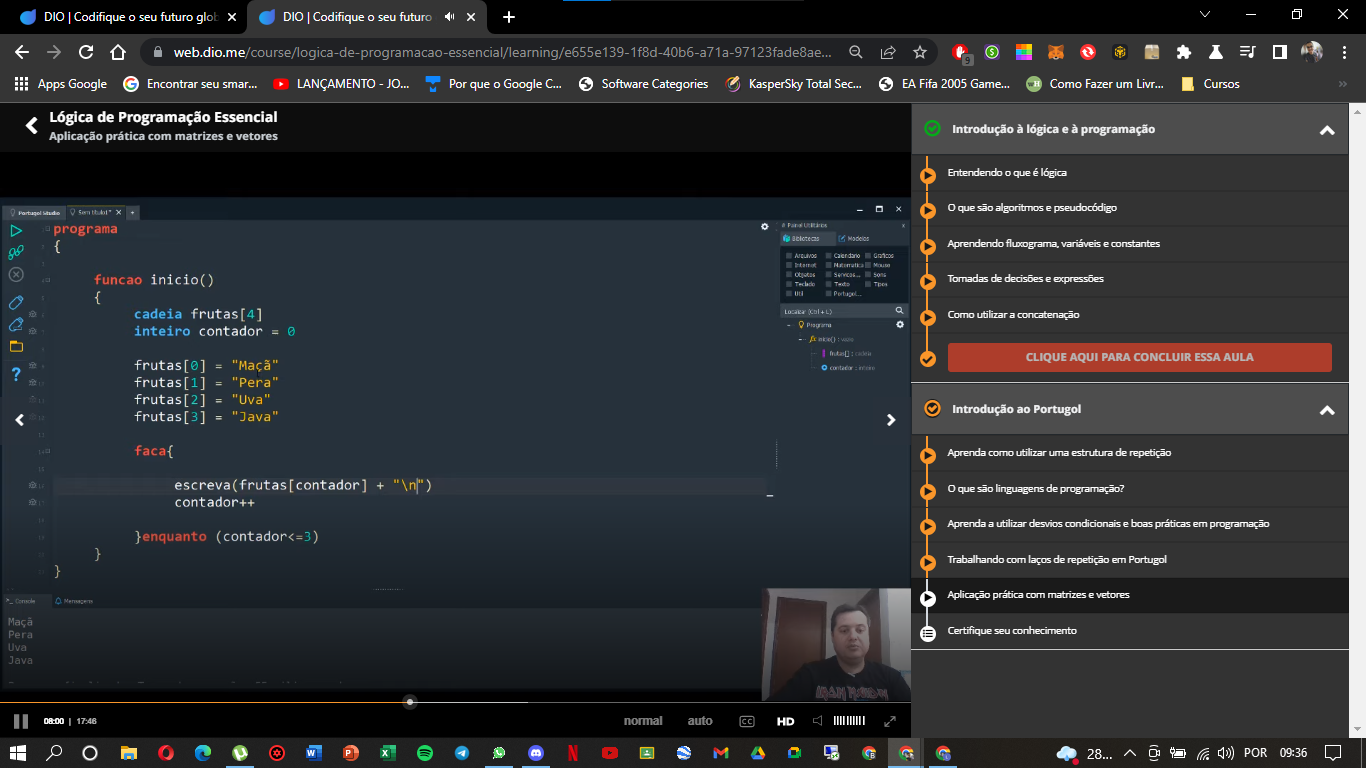 DIO | Codifique o seu futuro glob
DIO | Codifique o seu futuro
web.dio.me/course/logica-de-programacao-essencial/learning/e655e139-1f8d-40b6-a71a-97123fade8ae...
9
Apps Google
Encontrar seu smar...
LANÇAMENTO - JO...
Por que o Google C...
Software Categories
KasperSky Total Sec...
EA Fifa 2005 Game...
Como Fazer um Livr...
Cursos
Lógica de Programação Essencial
Aplicação prática com matrizes e vetores
Portugol Studio
Sem título1*
programa
{
funcao inicio()
{
cadeia frutas[4]
inteiro contador = 0
frutas[0] = "Maçã"
frutas[1] = "Pera"
frutas[2] = "Uva"
frutas[3] = "Java"
faca{
escreva(frutas[contador] + "\n")
contador++
}enquanto (contador<=3)
}
}
Painel Utilitários
Bibliotecas
Modelos
Arquivos
Calendario
Graficos
Internet
Matematica
Mouse
Objetos
Servicos...
Sons
Teclado
Texto
Tipos
Util
Portugol...
Localizar (Ctrl + L)
Programa
inicio() : vazio
frutas[] : cadeia
contador : inteiro
Console
Mensagens
Maçã
Pera
Uva
Java
IRON MAIDEN
08:00 | 17:46
normal
auto
CC
HD
Introdução à lógica e à programação
Entendendo o que é lógica
O que são algoritmos e pseudocódigo
Aprendendo fluxograma, variáveis e constantes
Tomadas de decisões e expressões
Como utilizar a concatenação
CLIQUE AQUI PARA CONCLUIR ESSA AULA
Introdução ao Portugol
Aprenda como utilizar uma estrutura de repetição
O que são linguagens de programação?
Aprenda a utilizar desvios condicionais e boas práticas em programação
Trabalhando com laços de repetição em Portugol
Aplicação prática com matrizes e vetores
Certifique seu conhecimento
28...
POR
09:36